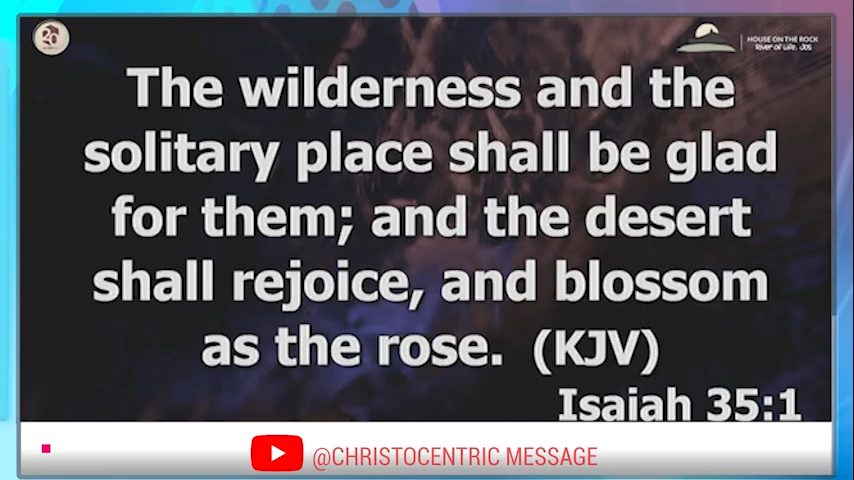 20
HOUSE ON THE ROCK
River of Life, Jos
The wilderness and the
solitary place shall be glad
for them; and the desert
shall rejoice, and blossom
as the rose. (KJV)
Isaiah 35:1
@CHRISTOCENTRIC MESSAGE